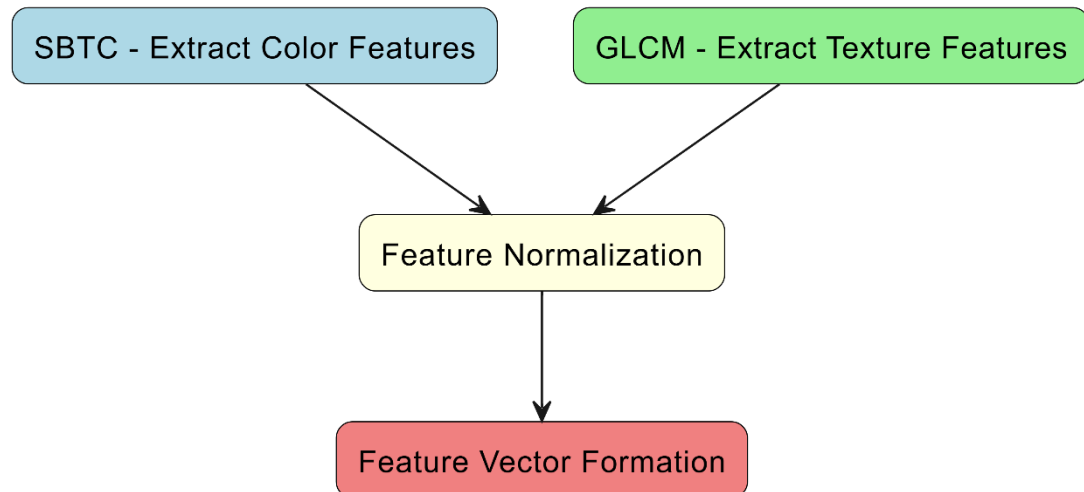 SBTC - Extract Color Features
GLCM - Extract Texture Features
Feature Normalization
Feature Vector Formation